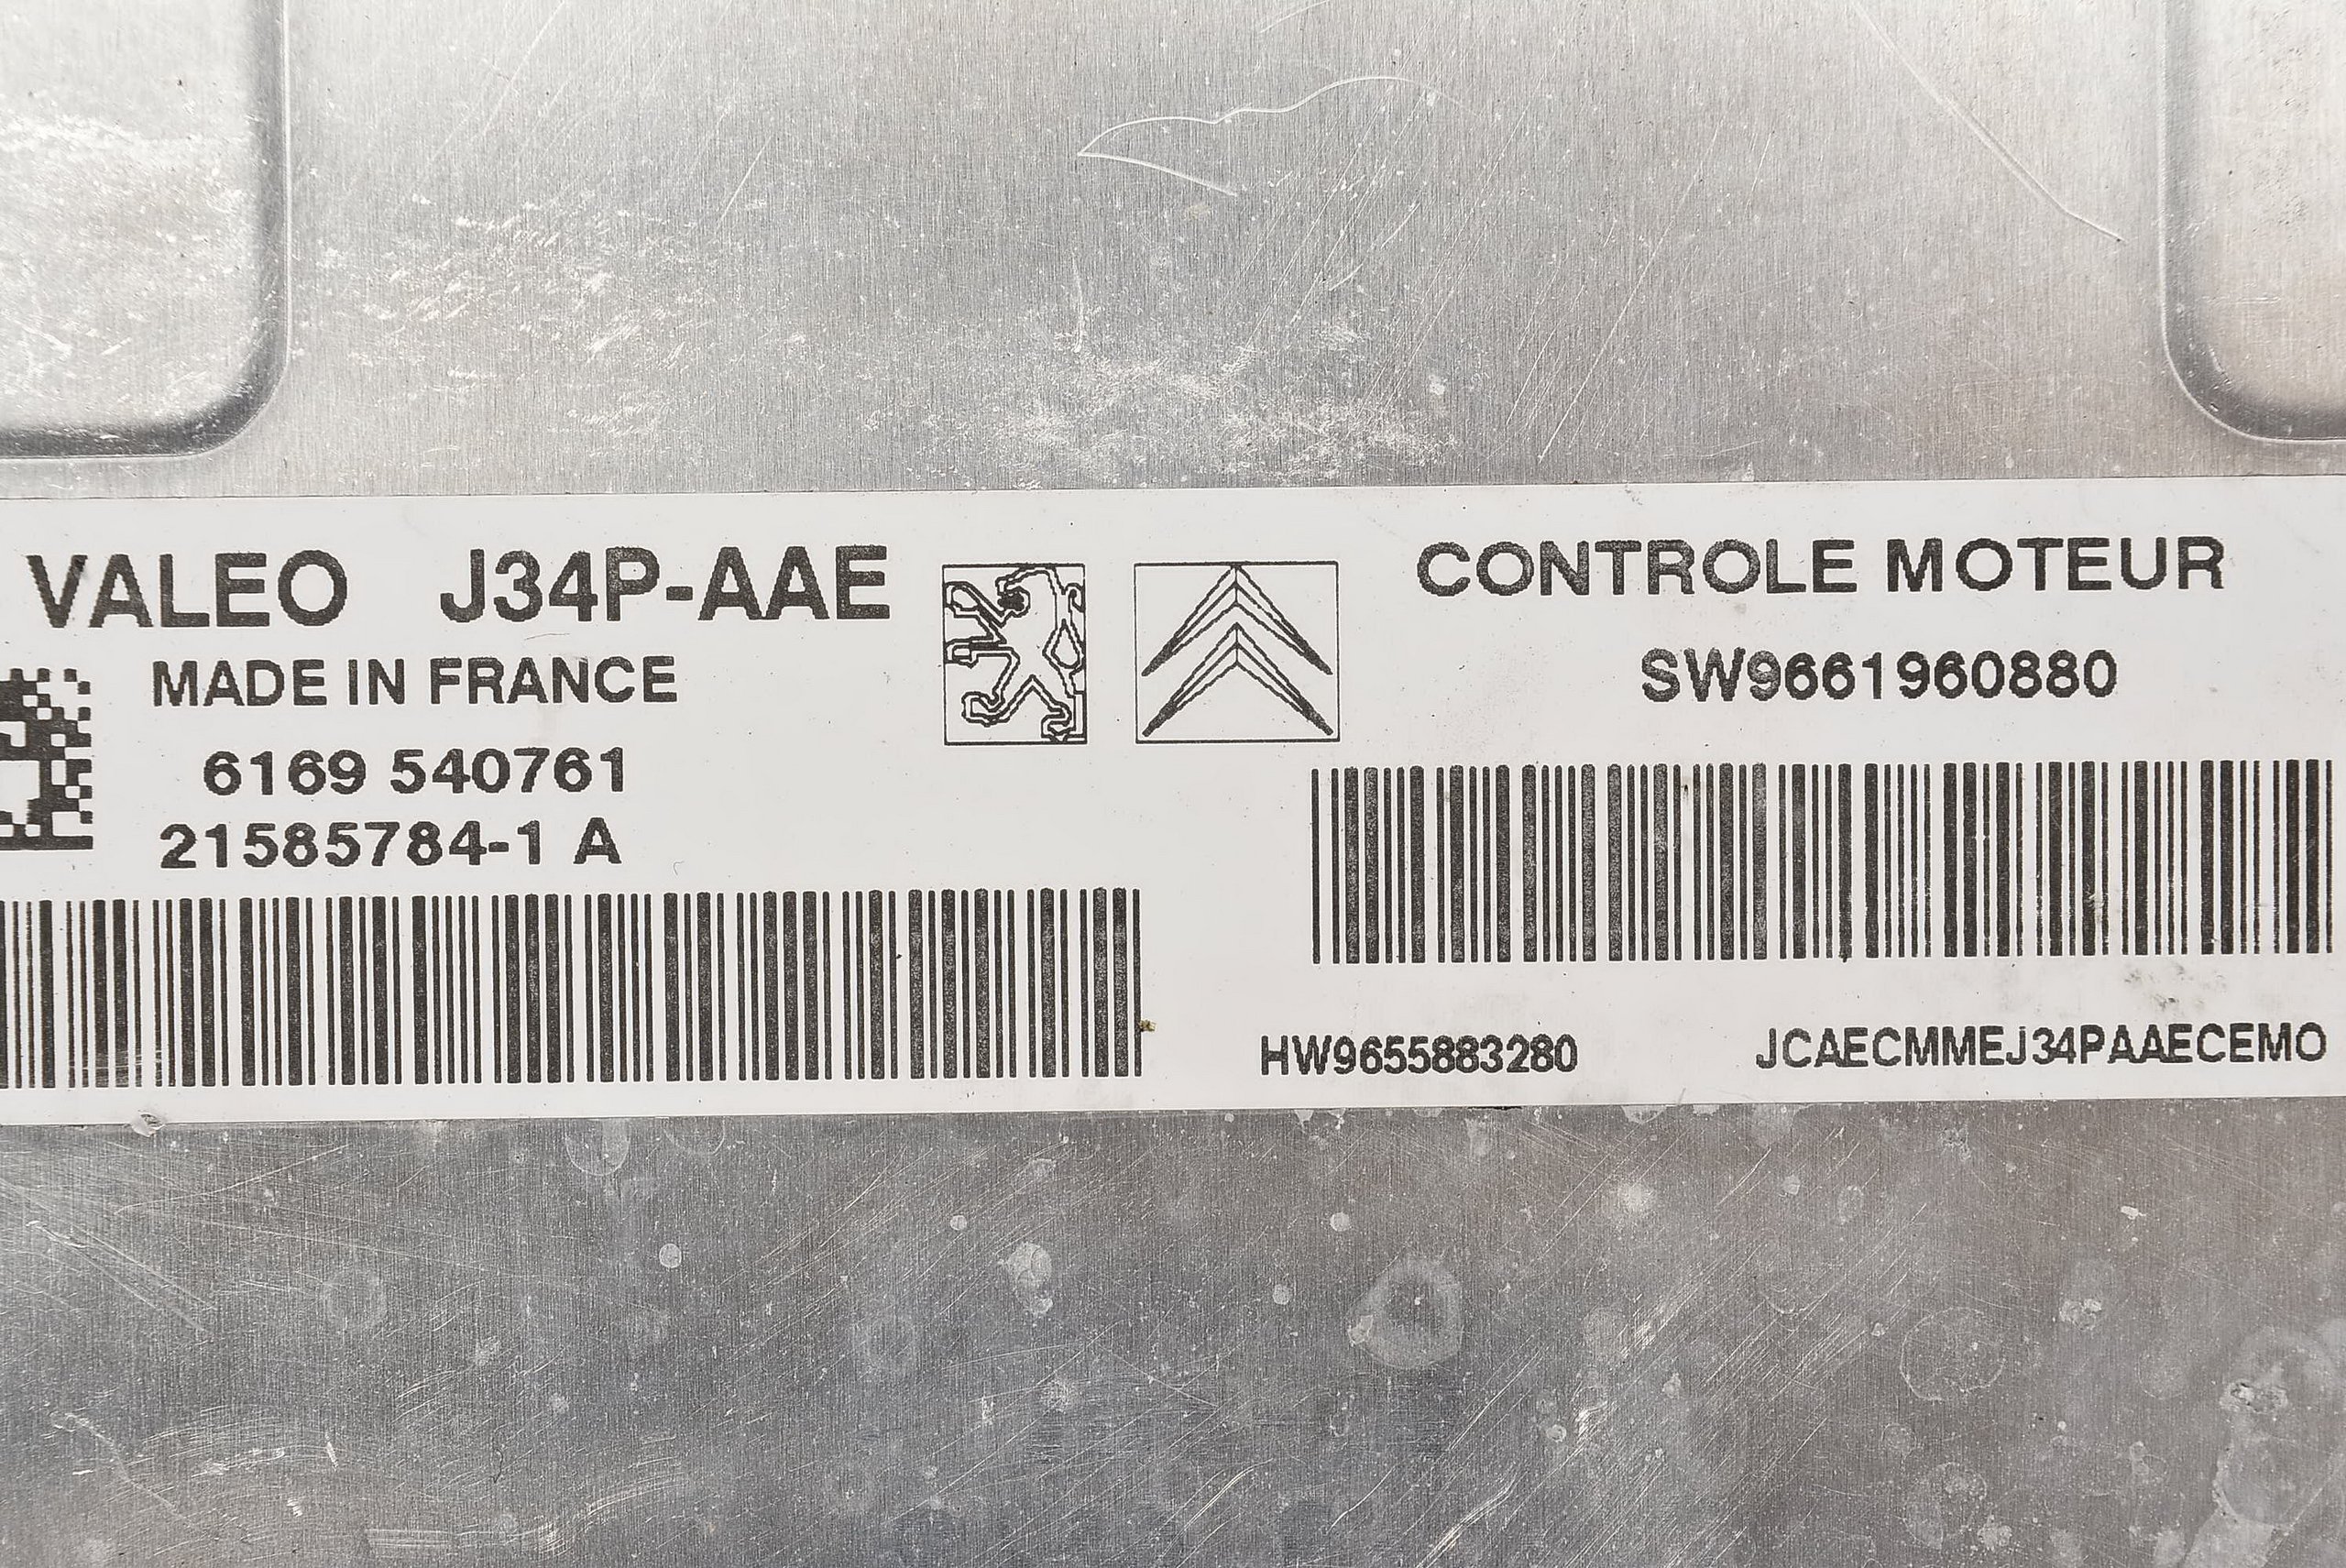 VALEO J34P-AAE
MADE IN FRANCE
6169 540761
21585784-1 A
CONTROLE MOTEUR
SW9661960880
HW9655883280
JCAECMMEJ34PAAECEMO